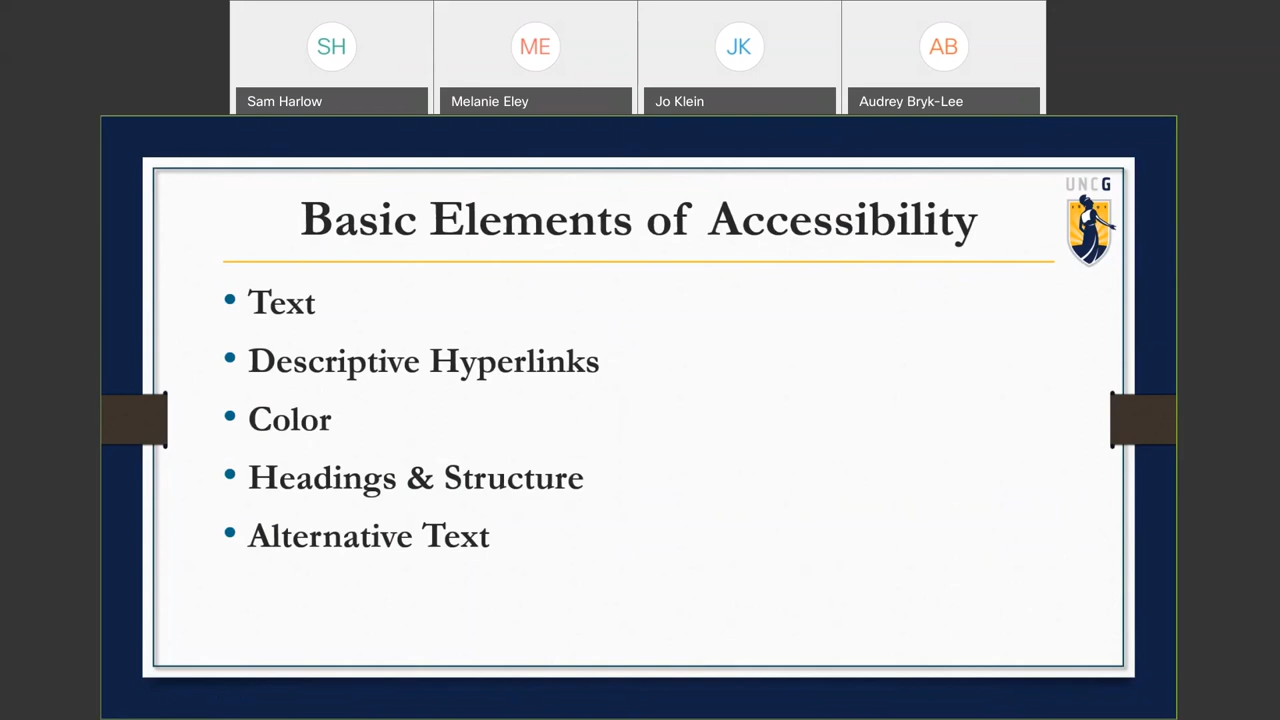 SH
ME
JK
AB
Sam Harlow
Melanie Eley
Jo Klein
Audrey Bryk-Lee
UNCG
Basic Elements of Accessibility
• Text
• Descriptive Hyperlinks
• Color
• Headings & Structure
• Alternative Text